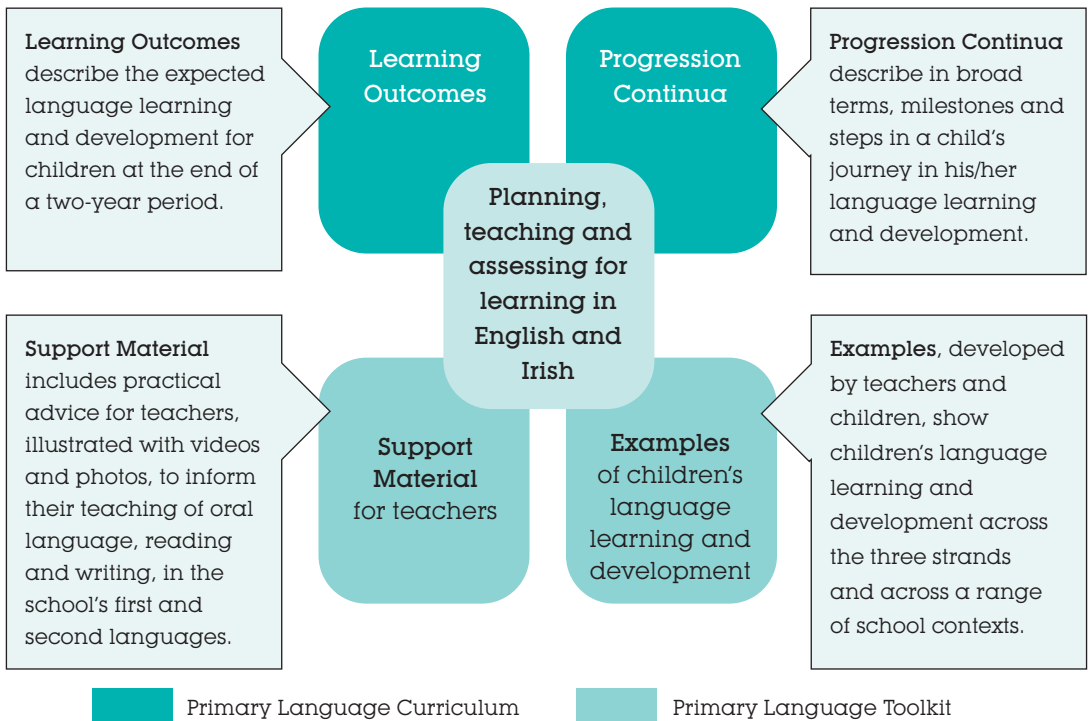 Learning Outcomes
describe the expected
language learning
and development for
children at the end of
a two-year period.
Learning
Outcomes
Progression
Continua
Progression Continua
describe in broad
terms, milestones and
steps in a child's
journey in his/her
language learning
and development.
Planning,
teaching and
assessing for
learning in
English and
Irish
Support Material
includes practical
advice for teachers,
illustrated with videos
and photos, to inform
their teaching of oral
language, reading
and writing, in the
school's first and
second languages.
Support
Material
for teachers
Examples
of children's
language
learning and
development
Examples, developed
by teachers and
children, show
children's language
learning and
development across
the three strands
and across a range
of school contexts.
Primary Language Curriculum
Primary Language Toolkit